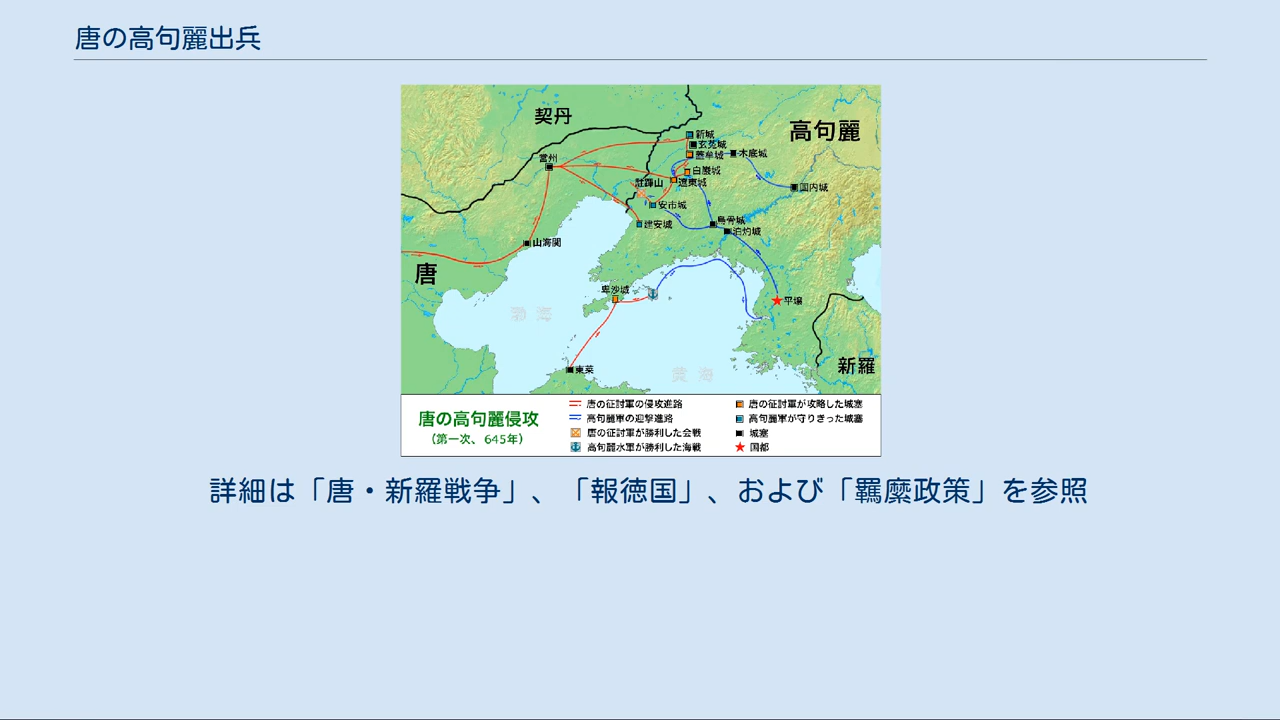 唐の高句麗出兵
契丹
高句麗
新城
玄菟城
蓋牟城
木底城
営州
白巌城
遼東城
国内城
駐蹕山
安市城
建安城
烏骨城
泊灼城
山海関
唐
卑沙城
平壌
渤海
東莱
黄海
新羅
唐の高句麗侵攻
(第一次、645年)
唐の征討軍の侵攻進路
高句麗軍の迎撃進路
唐の征討軍が勝利した会戦
高句麗水軍が勝利した海戦
唐の征討軍が攻略した城塞
高句麗軍が守りきった城塞
城塞
国都
詳細は「唐・新羅戦争」、「報徳国」、および「羈縻政策」を参照